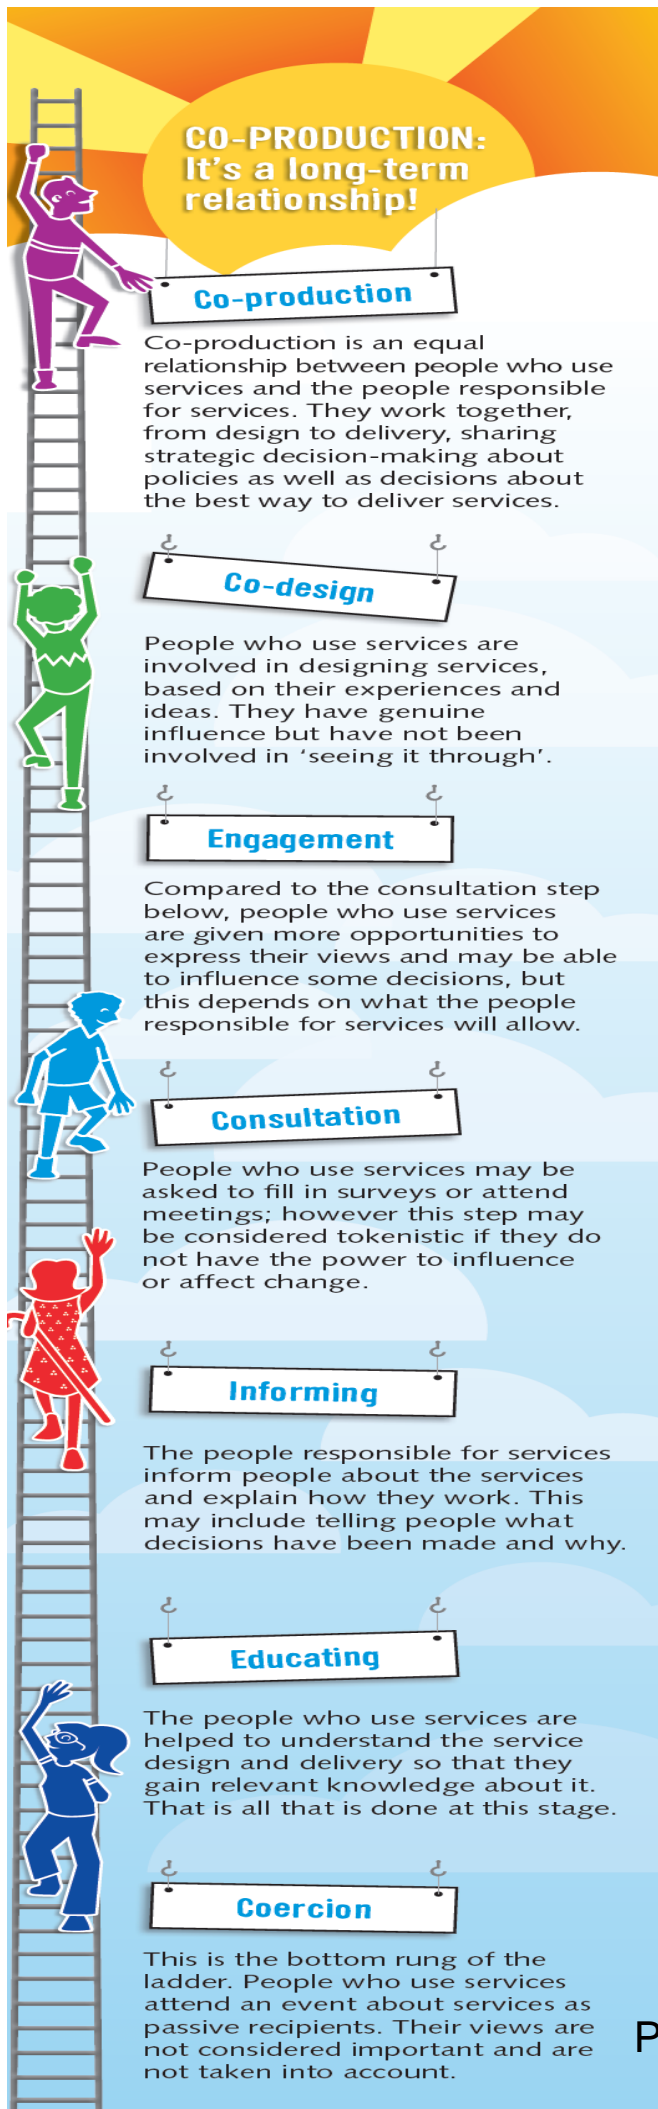 CO-PRODUCTION:
It's a long-term
relationship!
Co-production
Co-production is an equal
relationship between people who use
services and the people responsible
for services. They work together,
from design to delivery, sharing
strategic decision-making about
policies as well as decisions about
the best way to deliver services.
Co-design
People who use services are
involved in designing services,
based on their experiences and
ideas. They have genuine
influence but have not been
involved in ‘seeing it through’.
Engagement
Compared to the consultation step
below, people who use services
are given more opportunities to
express their views and may be able
to influence some decisions, but
this depends on what the people
responsible for services will allow.
Consultation
People who use services may be
asked to fill in surveys or attend
meetings; however this step may
be considered tokenistic if they do
not have the power to influence
or affect change.
Informing
The people responsible for services
inform people about the services
and explain how they work. This
may include telling people what
decisions have been made and why.
Educating
The people who use services are
helped to understand the service
design and delivery so that they
gain relevant knowledge about it.
That is all that is done at this stage.
Coercion
This is the bottom rung of the
ladder. People who use services
attend an event about services as
passive recipients. Their views are
not considered important and are
not taken into account.
P